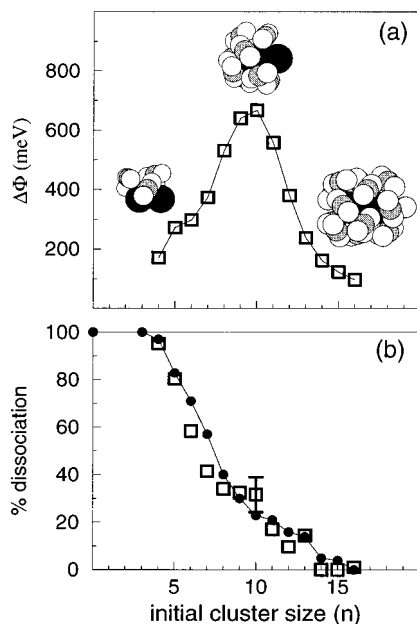 (a)
800
600
400
200
ΔΦ (meV)
(b)
100
80
60
40
20
0
% dissociation
5 10 15
initial cluster size (n)